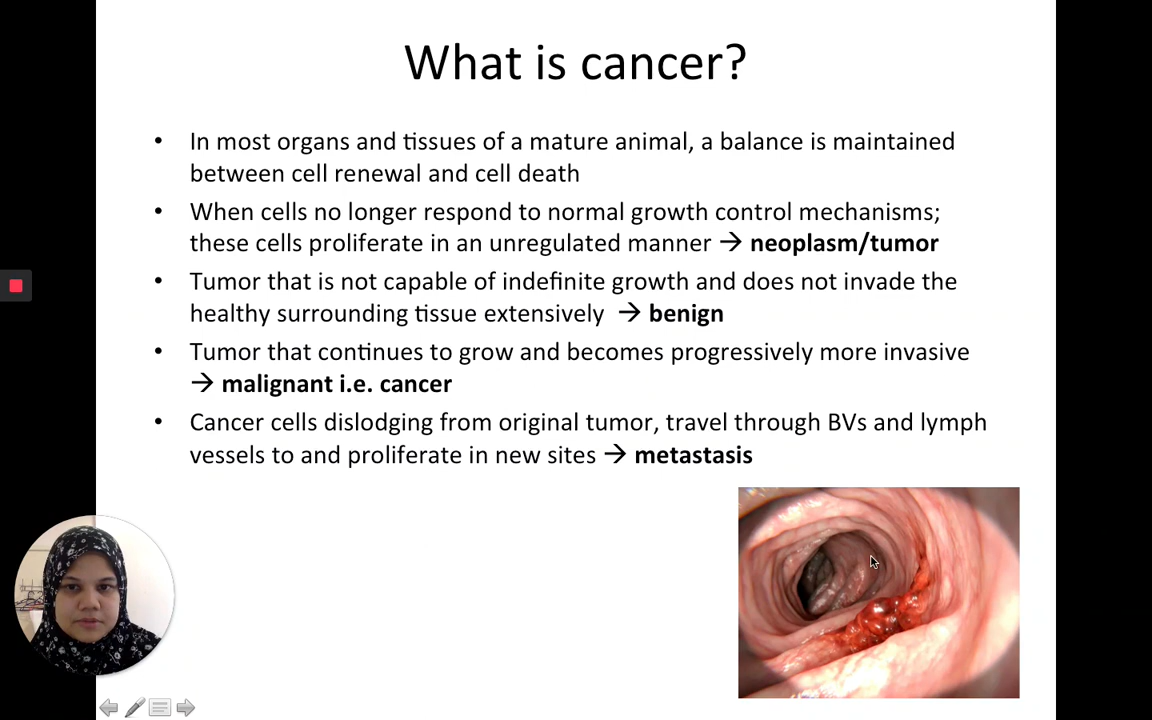 What is cancer?
• In most organs and tissues of a mature animal, a balance is maintained
between cell renewal and cell death
• When cells no longer respond to normal growth control mechanisms;
these cells proliferate in an unregulated manner → neoplasm/tumor
• Tumor that is not capable of indefinite growth and does not invade the
healthy surrounding tissue extensively → benign
• Tumor that continues to grow and becomes progressively more invasive
→ malignant i.e. cancer
• Cancer cells dislodging from original tumor, travel through BVs and lymph
vessels to and proliferate in new sites → metastasis